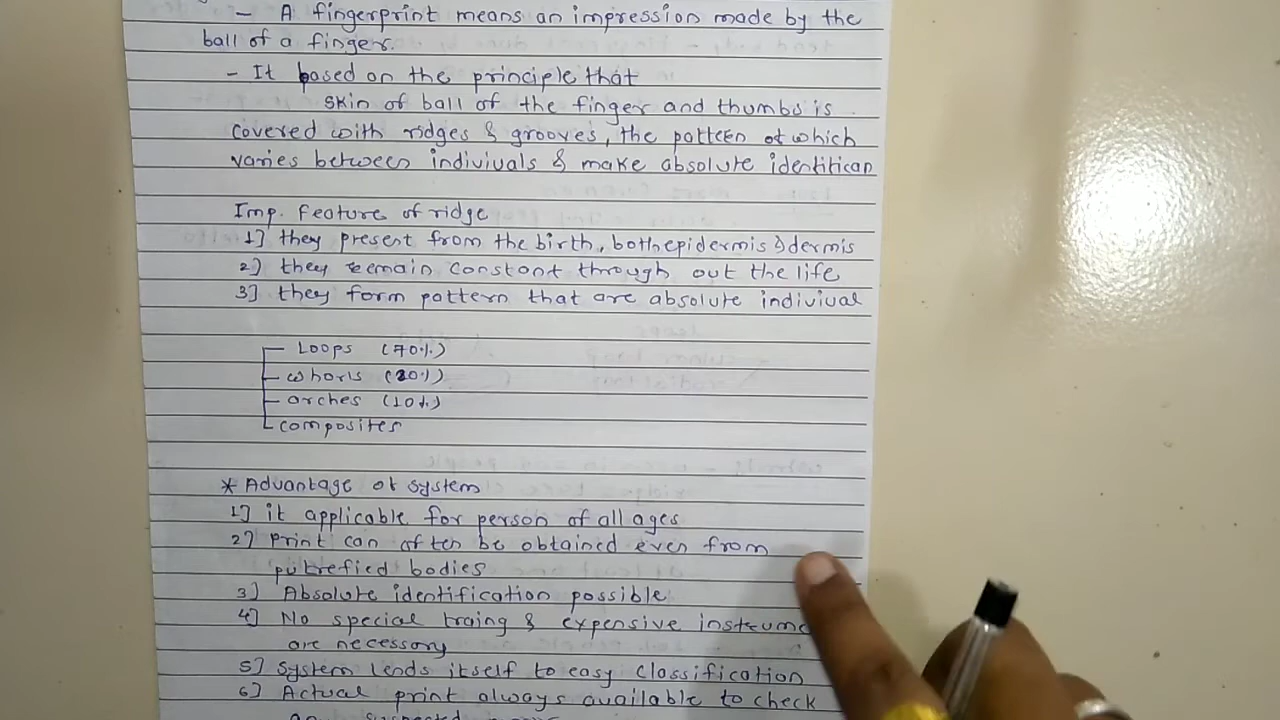 - A fingerprint means an impression made by the
ball of a finger.
- It based on the principle that
skin of ball of the finger and thumbs is
covered with ridges & grooves, the pattern of which
varies between indiviuals & make absolute identifican
Imp. feature of ridge
1] they present from the birth, both epidermis & dermis
2) they remain constant through out the life
3] they form pattern that are absolute indiviual
Loops (70%)
whorls (20%)
arches (10%)
composites
* Advantage of system
1] it applicable for person of all ages
2] Print can often be obtained even from
putrefied bodies
3] Absolute identification possible
4] No special traing & expensive instrume
are necessary
5] System lends itself to easy classification
6] Actual print always available to check
suspected